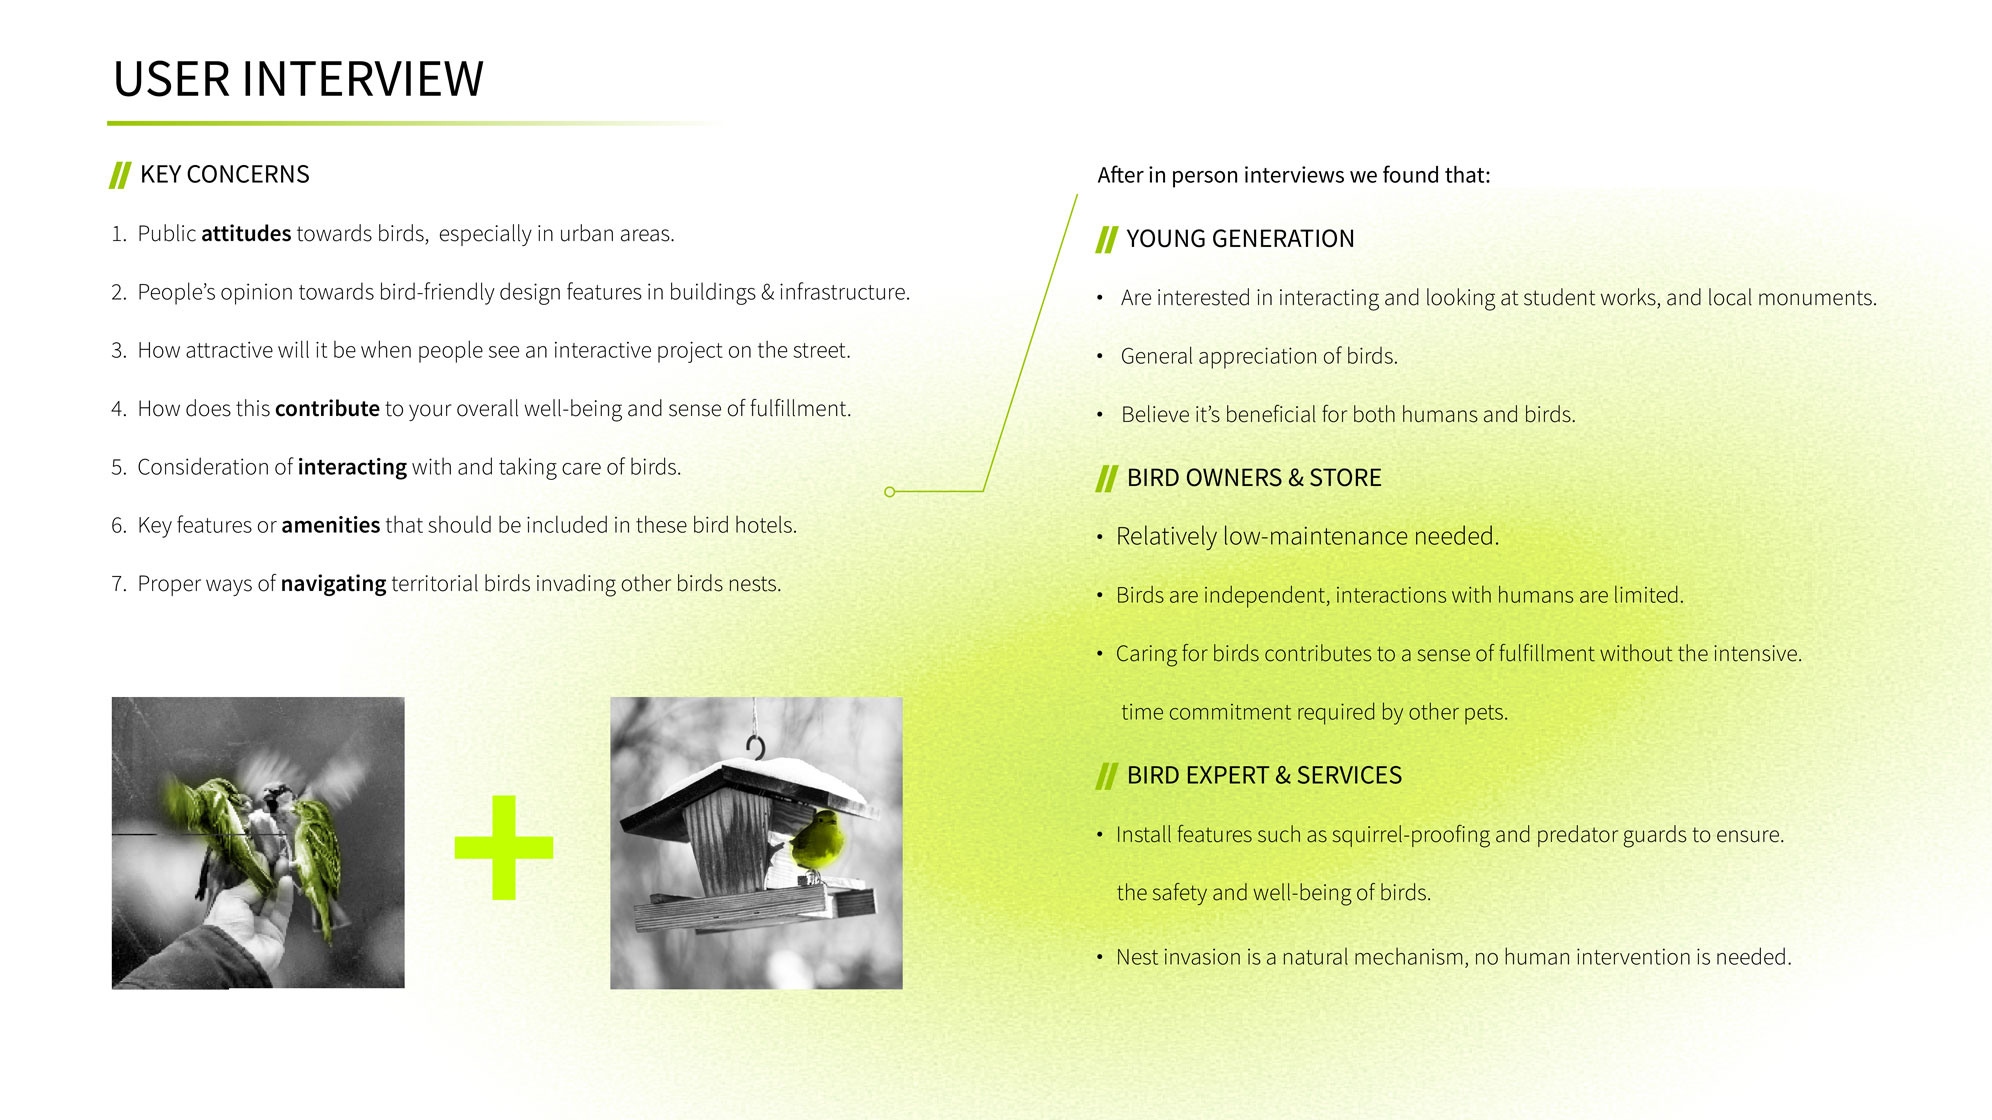 USER INTERVIEW
// KEY CONCERNS
1. Public attitudes towards birds, especially in urban areas.
2. People's opinion towards bird-friendly design features in buildings & infrastructure.
3. How attractive will it be when people see an interactive project on the street.
4. How does this contribute to your overall well-being and sense of fulfillment.
5. Consideration of interacting with and taking care of birds.
6. Key features or amenities that should be included in these bird hotels.
7. Proper ways of navigating territorial birds invading other birds nests.
After in person interviews we found that:
// YOUNG GENERATION
• Are interested in interacting and looking at student works, and local monuments.
• General appreciation of birds.
• Believe it's beneficial for both humans and birds.
// BIRD OWNERS & STORE
• Relatively low-maintenance needed.
• Birds are independent, interactions with humans are limited.
• Caring for birds contributes to a sense of fulfillment without the intensive.
time commitment required by other pets.
// BIRD EXPERT & SERVICES
• Install features such as squirrel-proofing and predator guards to ensure.
the safety and well-being of birds.
• Nest invasion is a natural mechanism, no human intervention is needed.